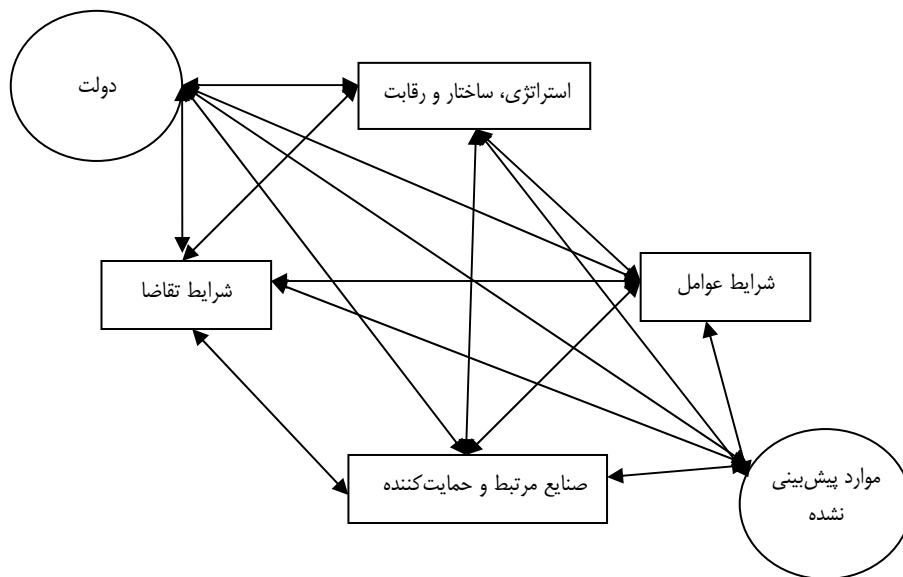 دولت
استراتژی، ساختار و رقابت
شرایط تقاضا
شرایط عوامل
صنایع مرتبط و حمایت‌کننده
موارد پیش‌بینی
نشده